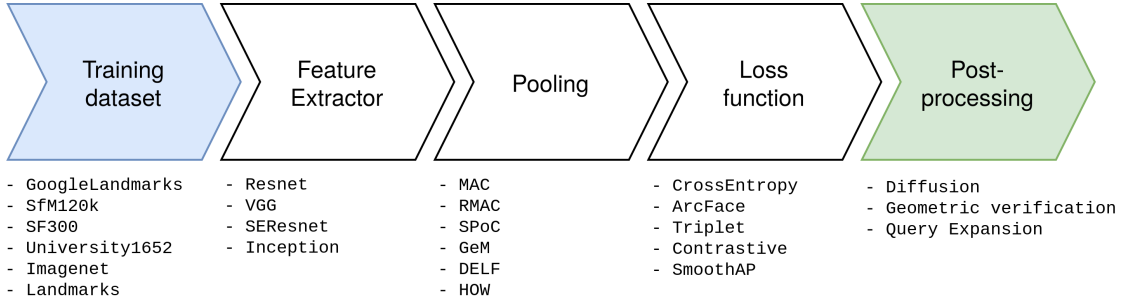 Training
dataset
Feature
Extractor
Pooling
Loss
function
Post-
processing
- GoogleLandmarks
- SfM120k
- SF300
- University1652
- Imagenet
- Landmarks
- Resnet
- VGG
- SEResnet
- Inception
- MAC
- RMAC
- SPoC
- GeM
- DELF
- HOW
- CrossEntropy
- ArcFace
- Triplet
- Contrastive
- SmoothAP
- Diffusion
- Geometric verification
- Query Expansion